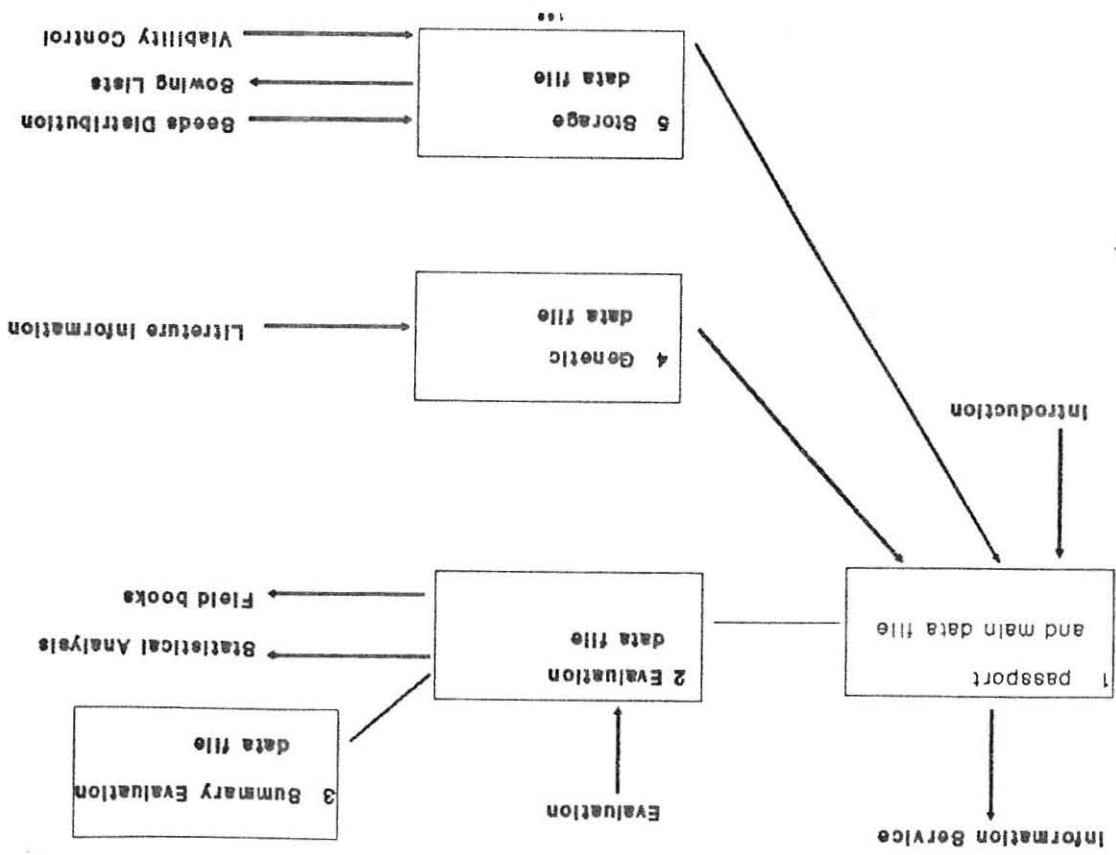 Information Service
Evaluation
3 Summary Evaluation
data file
1 passport
and main data file
2 Evaluation
data file
Statistical Analysis
Field books
Introduction
4 Genetic
data file
Litreture Information
5 Storage
data file
Seeds Distribution
Sowing Lists
Viability Control